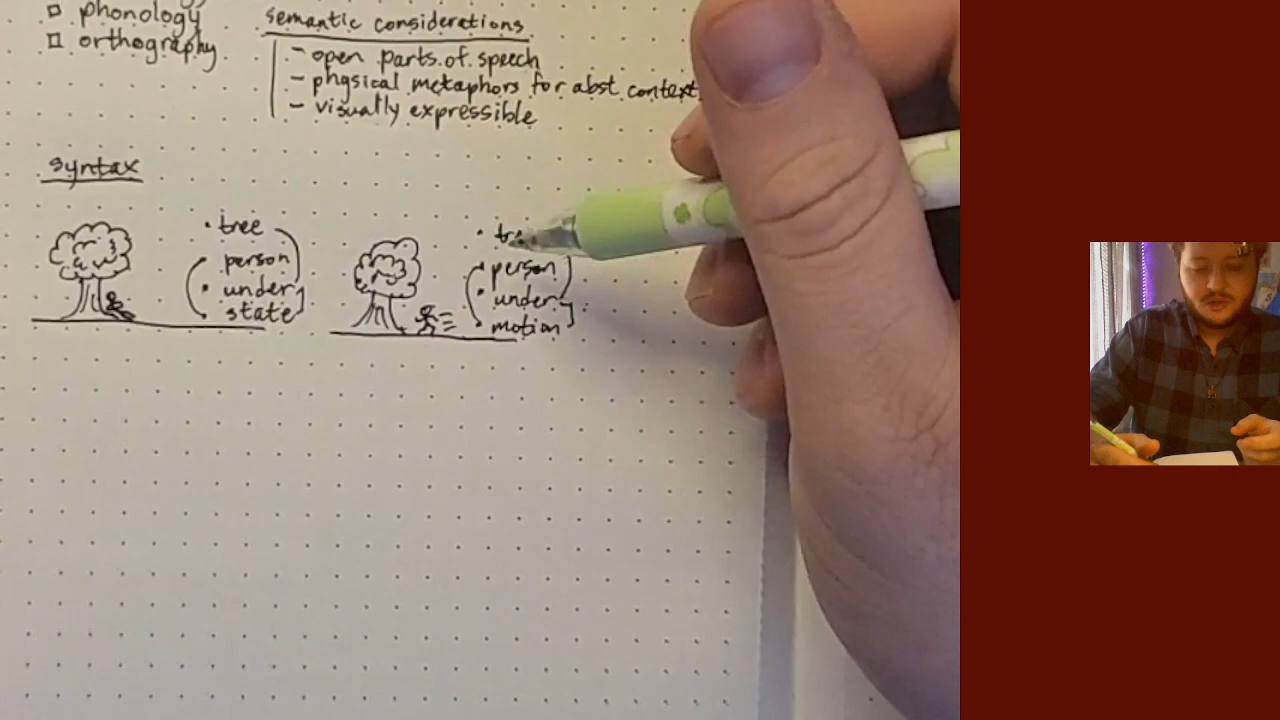 phonology
orthography
semantic considerations
- open parts of speech
- physical metaphors for abst context
- visually expressible
syntax
• tree
person
• under
state
person
• under
motion